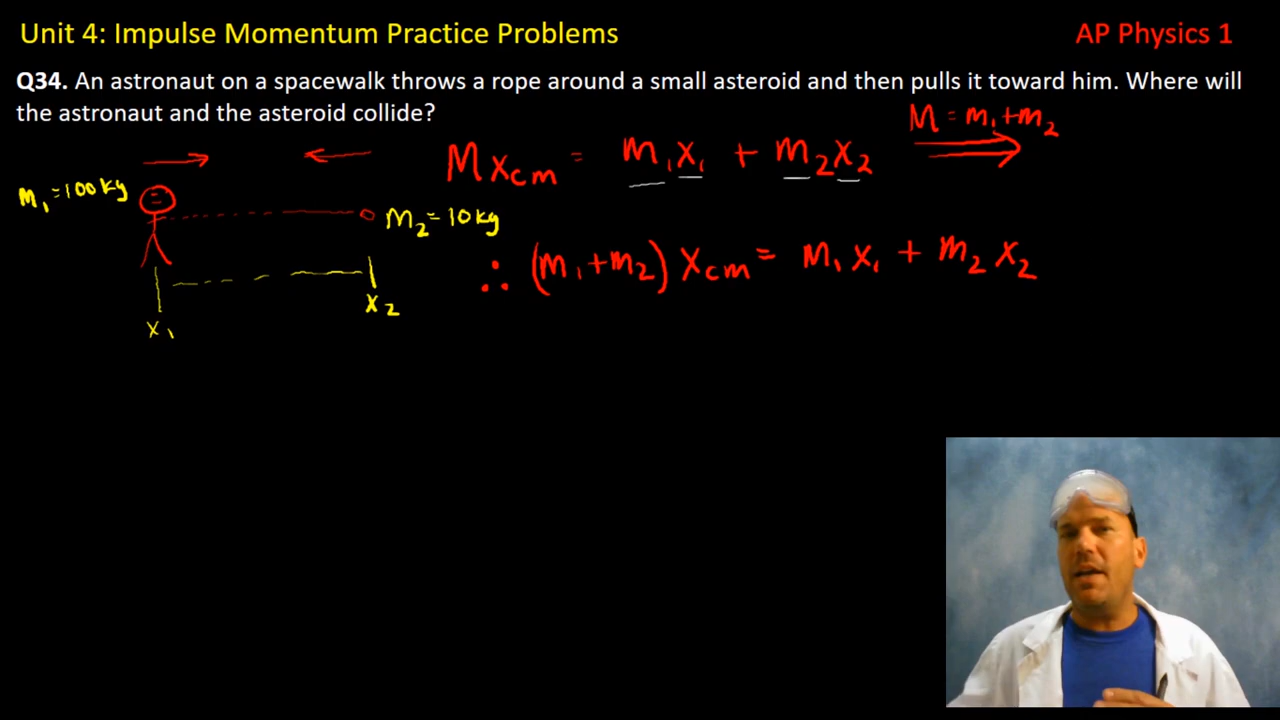 Unit 4: Impulse Momentum Practice Problems
AP Physics 1
Q34. An astronaut on a spacewalk throws a rope around a small asteroid and then pulls it toward him. Where will
the astronaut and the asteroid collide?
M = m₁+m₂
M xcm = m₁x₁ + m₂x₂
m₁=100kg
M₂=10kg
∴ (m₁+m₂) xcm = m₁x₁ + m₂x₂
x₂
x₁